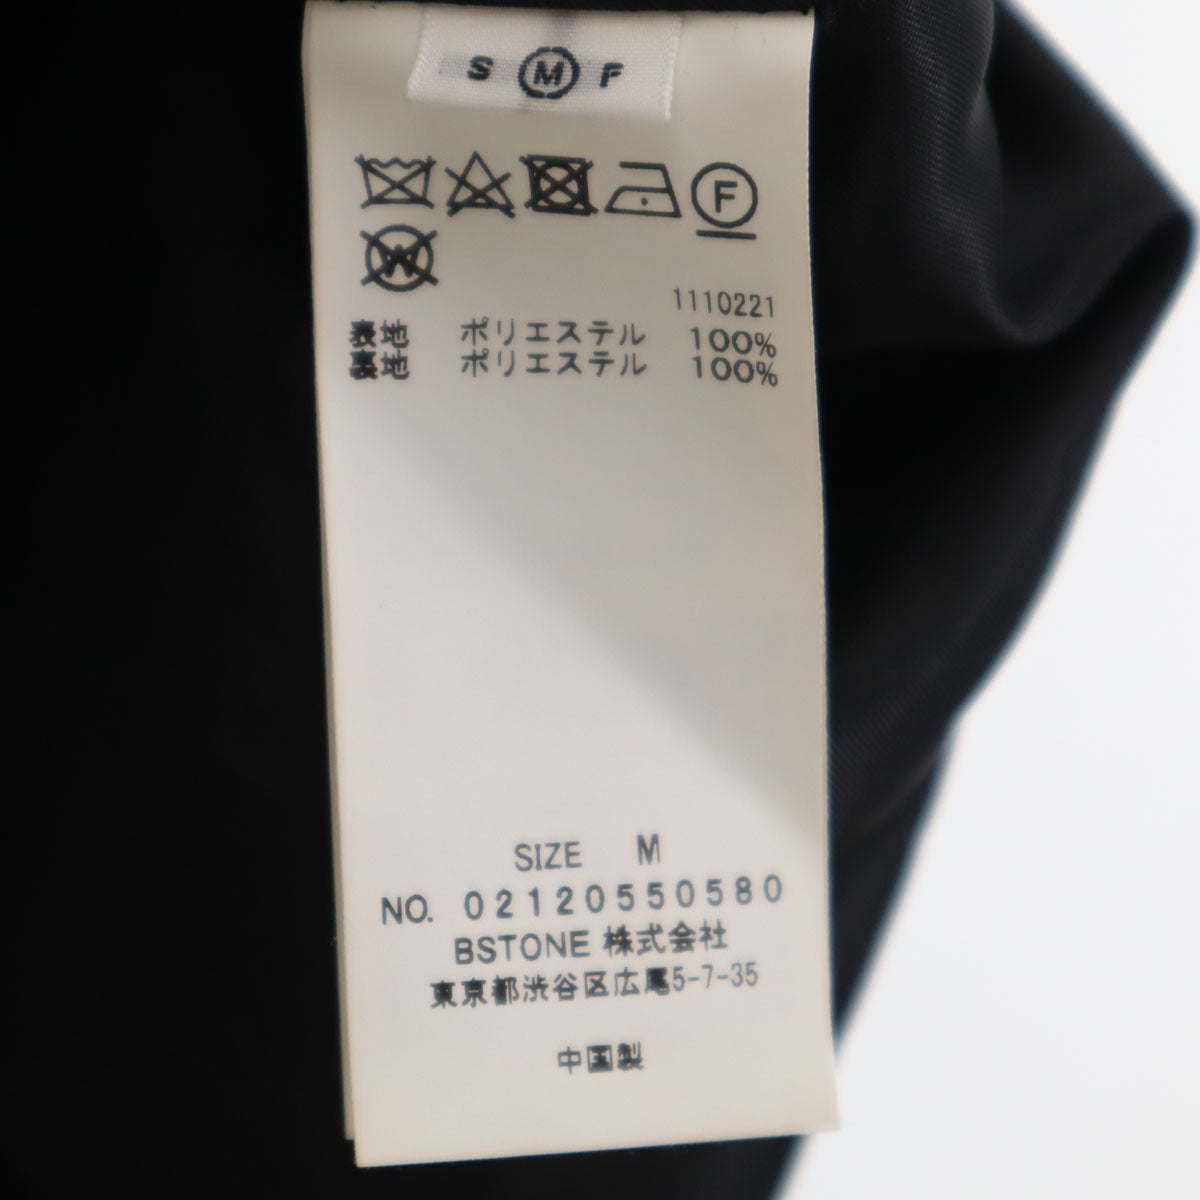 S M F
F
W
1110221
表地 ポリエステル 100%
裏地 ポリエステル 100%
SIZE M
NO. 02120550580
BSTONE 株式会社
東京都渋谷区広尾5-7-35
中国製